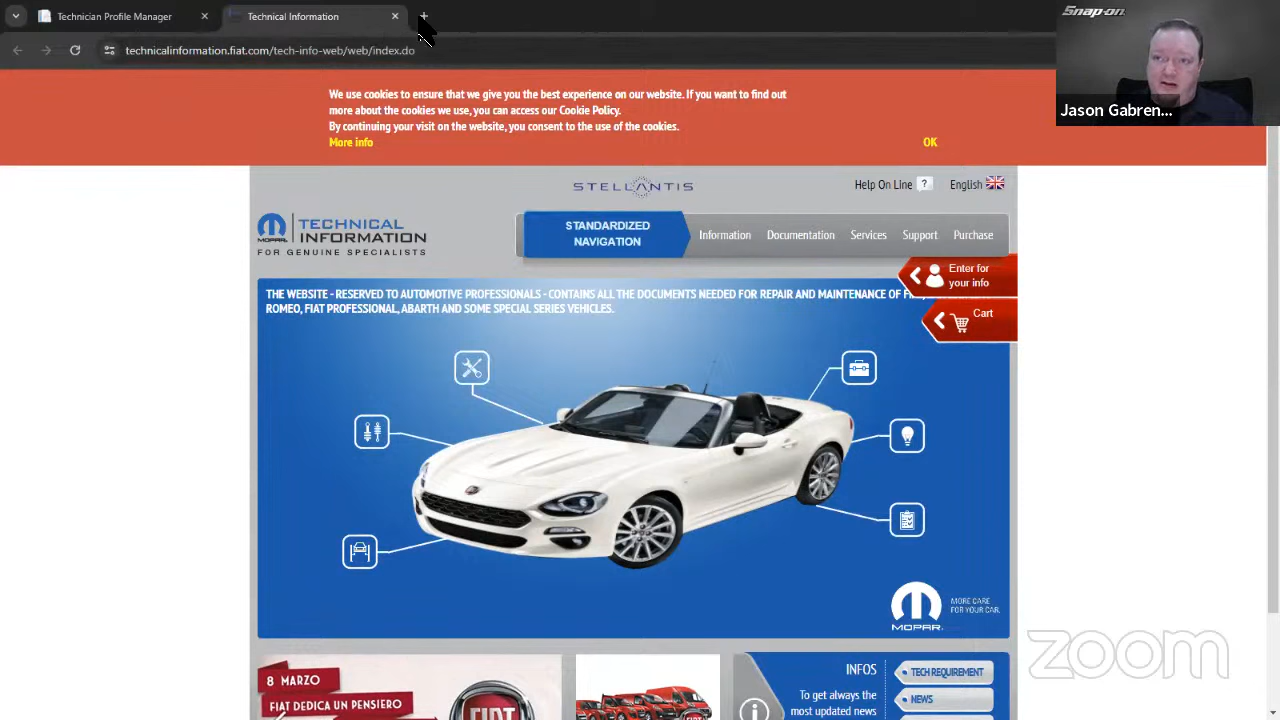 Technician Profile Manager
Technical Information
technicalinformation.fiat.com/tech-info-web/web/index.do
Snap-on
Jason Gabren...
We use cookies to ensure that we give you the best experience on our website. If you want to find out
more about the cookies we use, you can access our Cookie Policy.
By continuing your visit on the website, you consent to the use of the cookies.
More info
OK
STELLANTIS
Help On Line ?
English
MOPAR
TECHNICAL
INFORMATION
FOR GENUINE SPECIALISTS
STANDARDIZED
NAVIGATION
Information
Documentation
Services
Support
Purchase
Enter for
your info
Cart
THE WEBSITE - RESERVED TO AUTOMOTIVE PROFESSIONALS - CONTAINS ALL THE DOCUMENTS NEEDED FOR REPAIR AND MAINTENANCE OF
ROMEO, FIAT PROFESSIONAL, ABARTH AND SOME SPECIAL SERIES VEHICLES.
MOPAR
MORE CARE
FOR YOUR CAR.
8 MARZO
FIAT DEDICA UN PENSIERO
FIAT
INFOS
To get always the
most updated news
TECH REQUIREMENT
NEWS
zoom